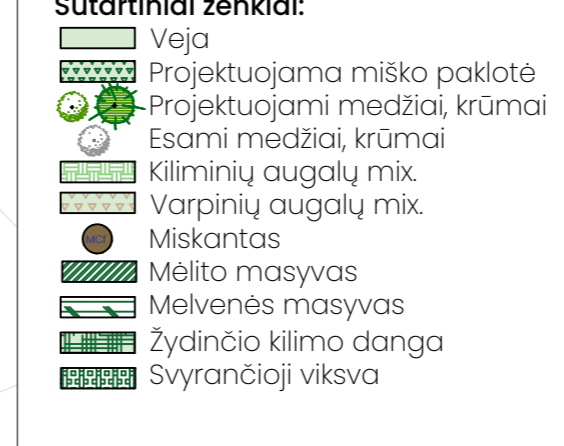 Sutartiniai ženklai:
Veja
Projektuojama miško paklotė
Projektuojami medžiai, krūmai
Esami medžiai, krūmai
Kiliminių augalų mix.
Varpinių augalų mix.
MCf Miskantas
Mėlito masyvas
Melvenės masyvas
Žydinčio kilimo danga
Svyrančioji viksva